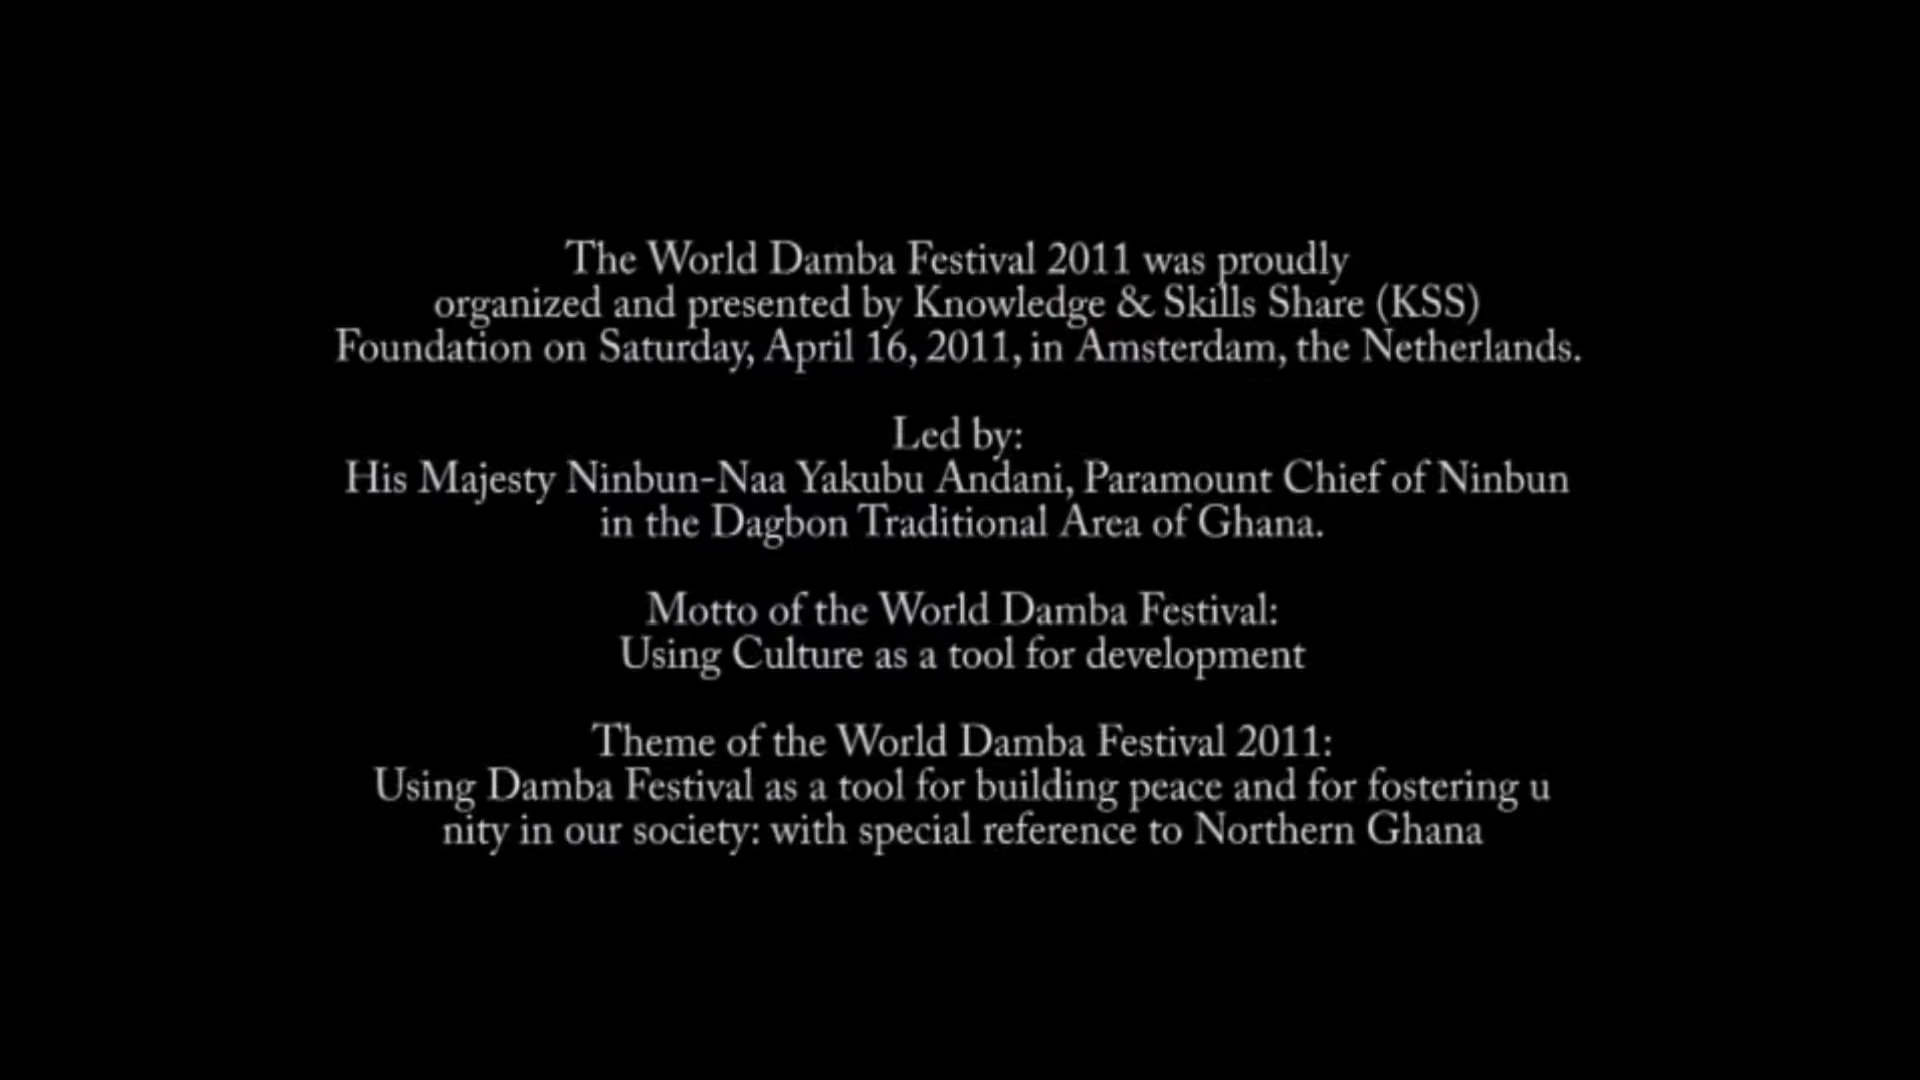 The World Damba Festival 2011 was proudly
organized and presented by Knowledge & Skills Share (KSS)
Foundation on Saturday, April 16, 2011, in Amsterdam, the Netherlands.
Led by:
His Majesty Ninbun-Naa Yakubu Andani, Paramount Chief of Ninbun
in the Dagbon Traditional Area of Ghana.
Motto of the World Damba Festival:
Using Culture as a tool for development
Theme of the World Damba Festival 2011:
Using Damba Festival as a tool for building peace and for fostering u
nity in our society: with special reference to Northern Ghana